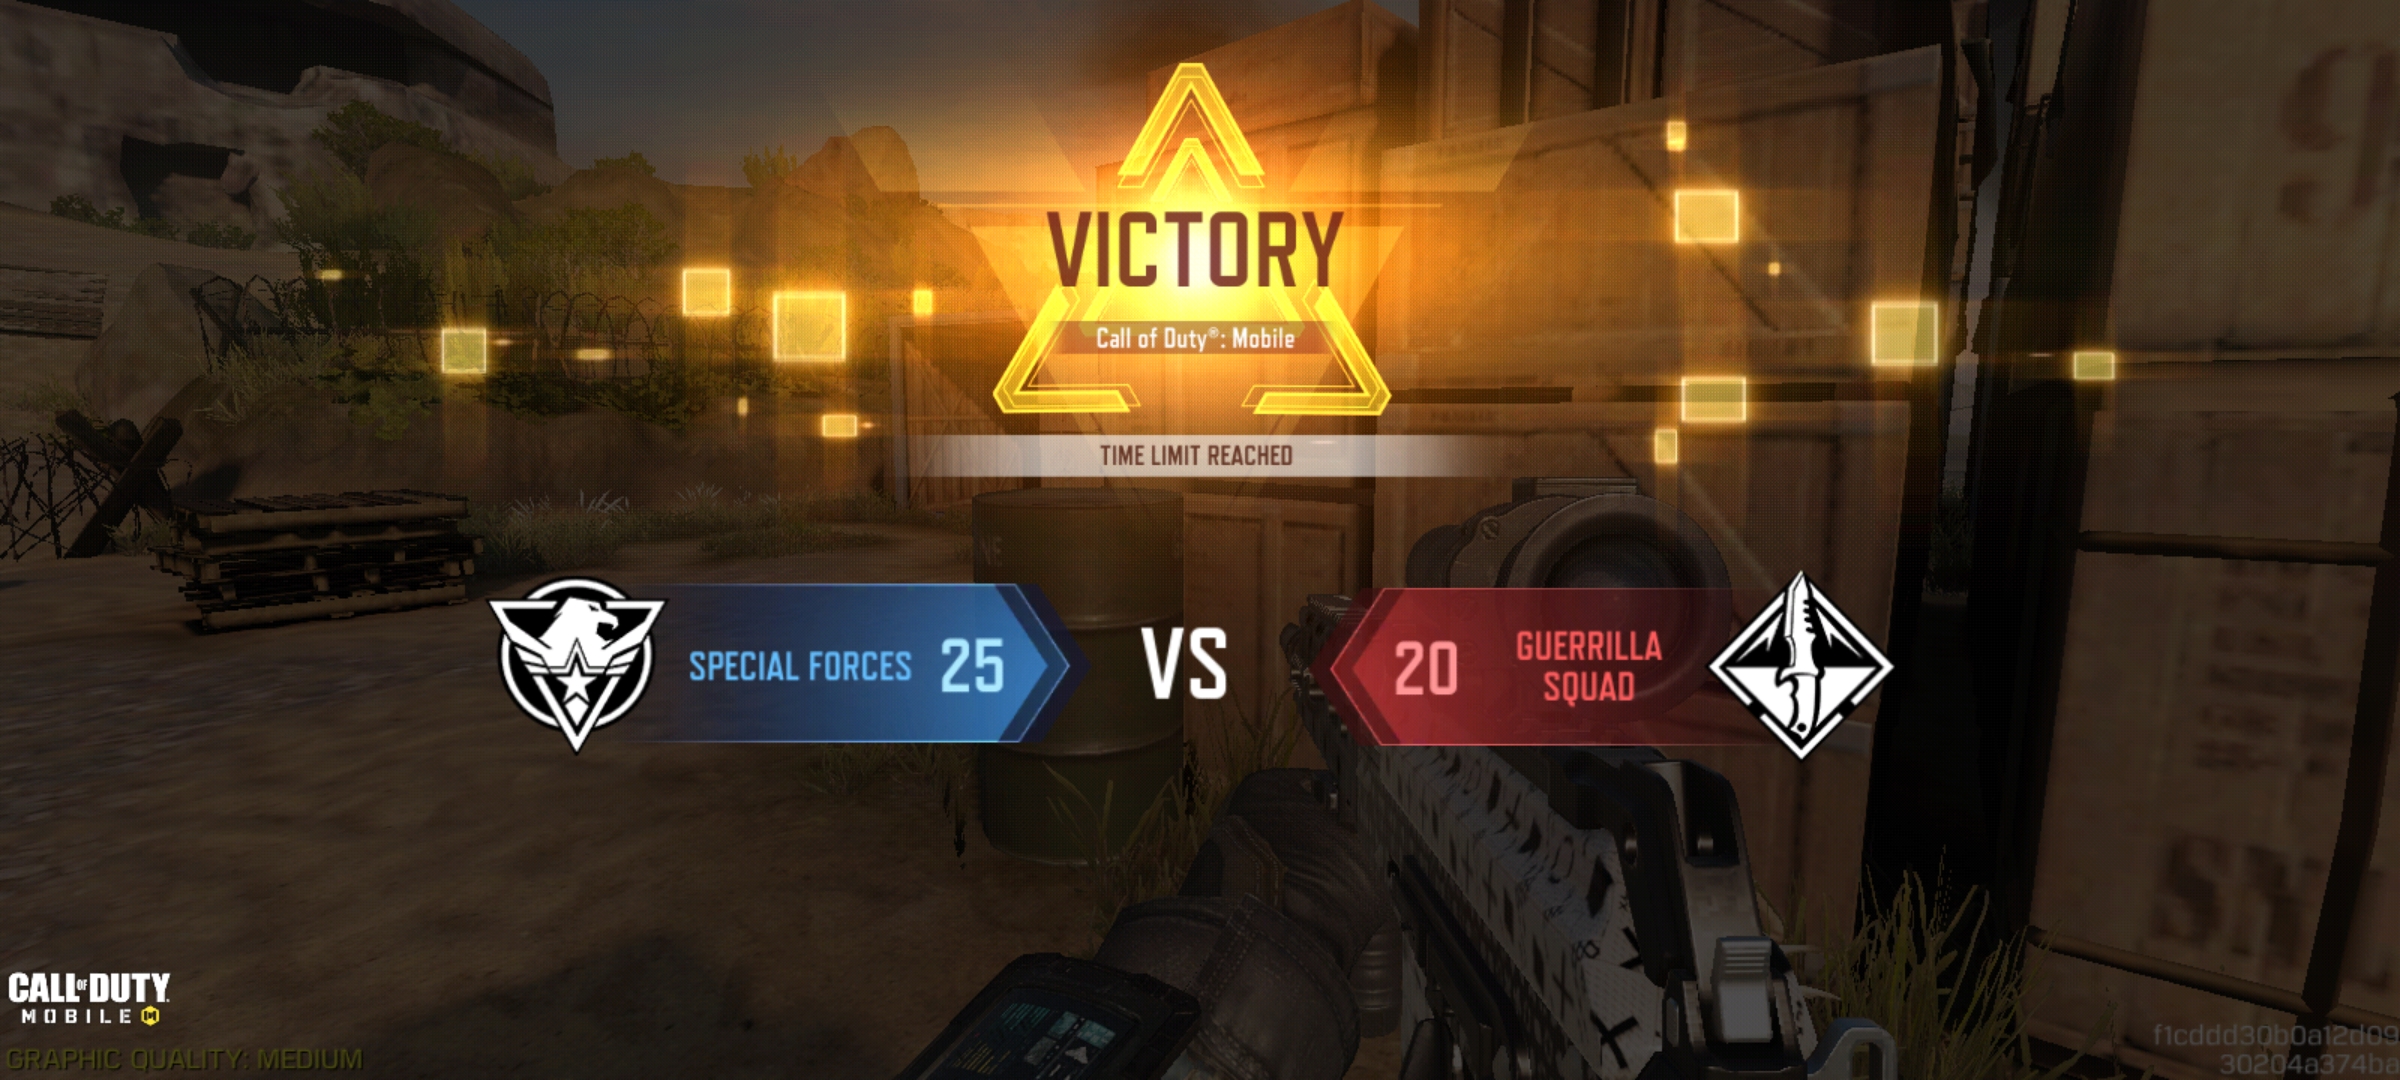 VICTORY
Call of Duty®: Mobile
TIME LIMIT REACHED
SPECIAL FORCES 25
VS
20 GUERRILLA
SQUAD
CALL OF DUTY
MOBILE
GRAPHIC QUALITY: MEDIUM
f1cddd30b0a12d09
30204a374ba